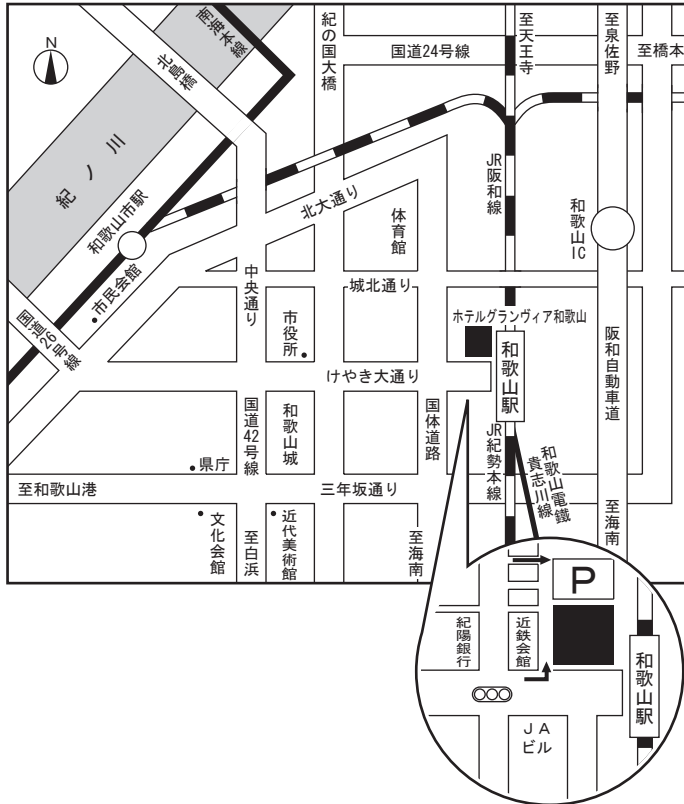 N
南海本線
北島橋
紀の国大橋
国道24号線
至天王寺
至泉佐野
至橋本
紀ノ川
和歌山市駅
北大通り
体育館
JR阪和線
和歌山IC
市民会館
中央通り
城北通り
国道26号線
市役所
ホテルグランヴィア和歌山
和歌山駅
阪和自動車道
けやき大通り
国道42号線
和歌山城
国体道路
JR紀勢本線
和歌山電鐵
貴志川線
県庁
至和歌山港
三年坂通り
文化会館
至白浜
近代美術館
至海南
至海南
P
紀陽銀行
近鉄会館
和歌山駅
JA
ビル